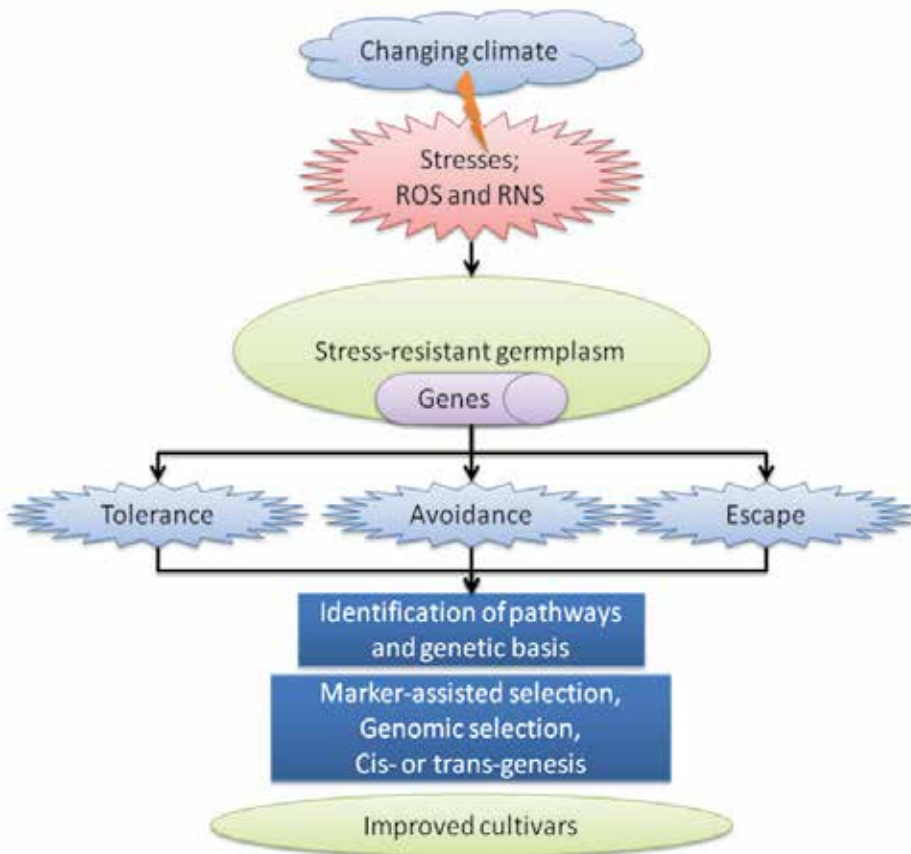 Changing climate
Stresses;
ROS and RNS
Stress-resistant germplasm
Genes
Tolerance
Avoidance
Escape
Identification of pathways
and genetic basis
Marker-assisted selection,
Genomic selection,
Cis- or trans-genesis
Improved cultivars